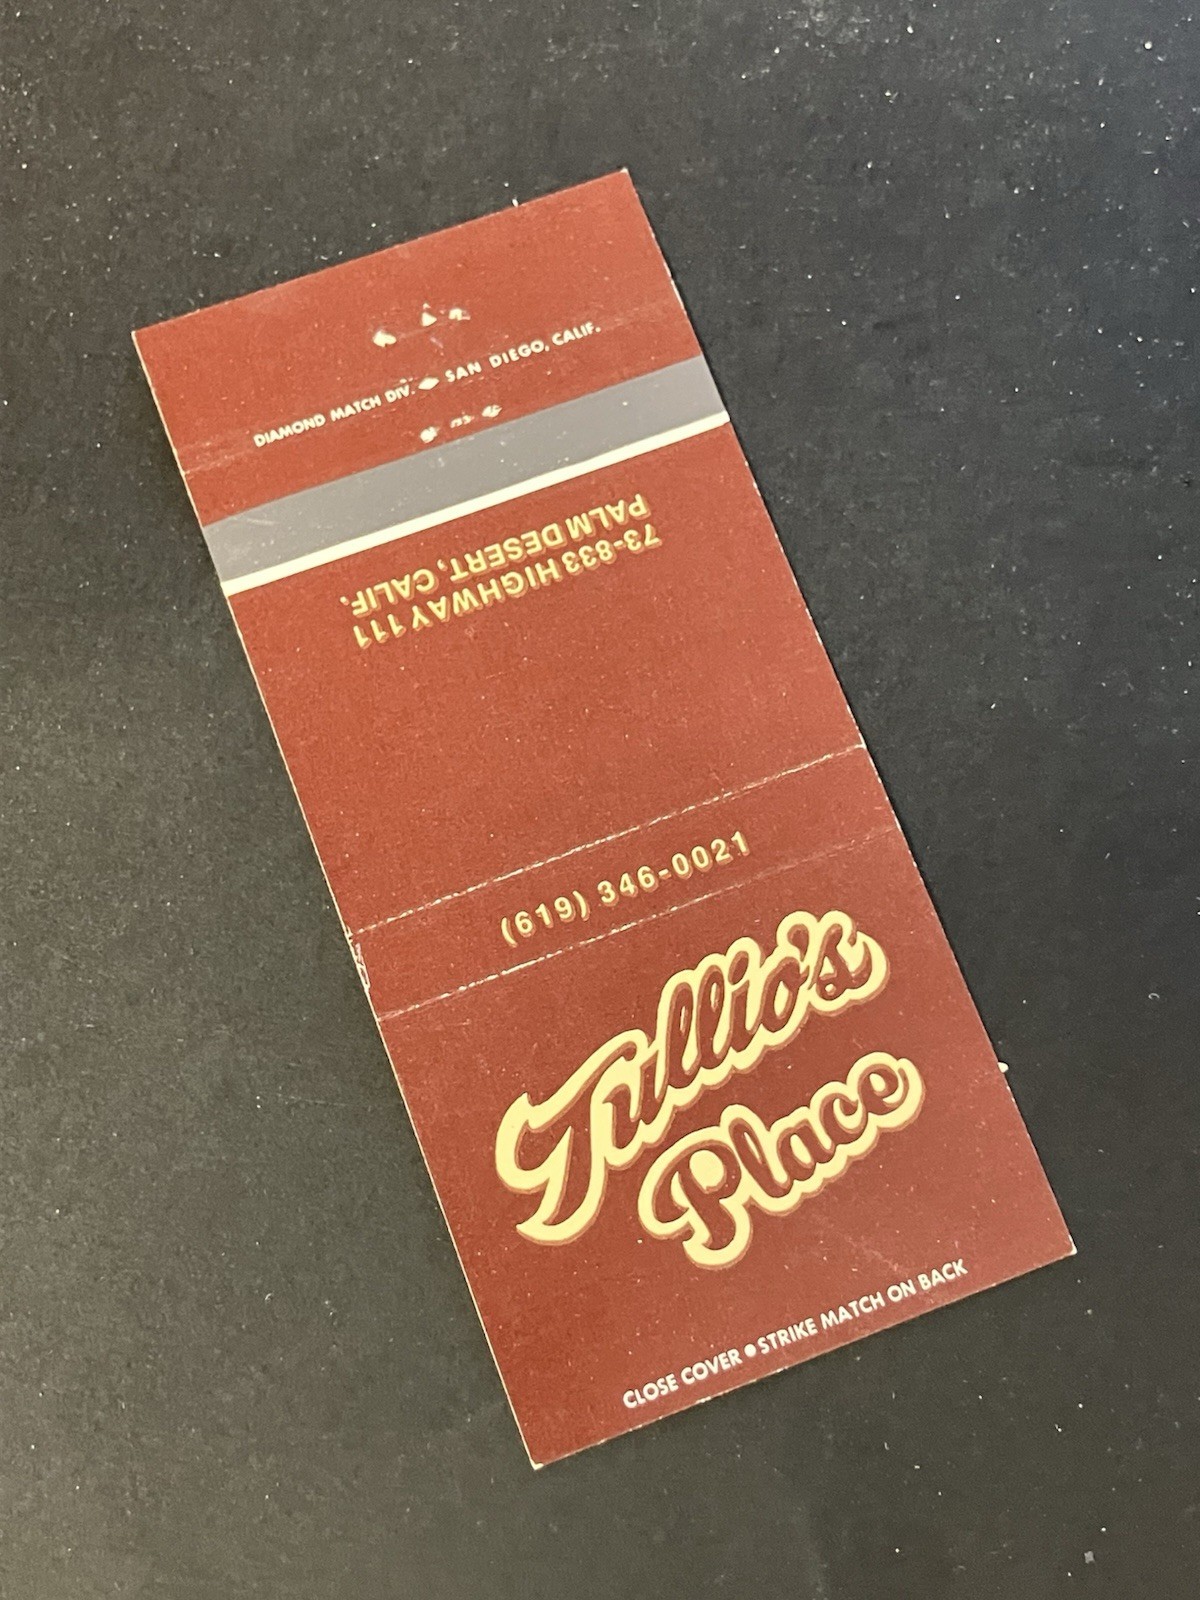 DIAMOND MATCH DIV. SAN DIEGO, CALIF.
73-833 HIGHWAY 111
PALM DESERT, CALIF.
(619) 346-0021
Tullio's
Place
CLOSE COVER • STRIKE MATCH ON BACK